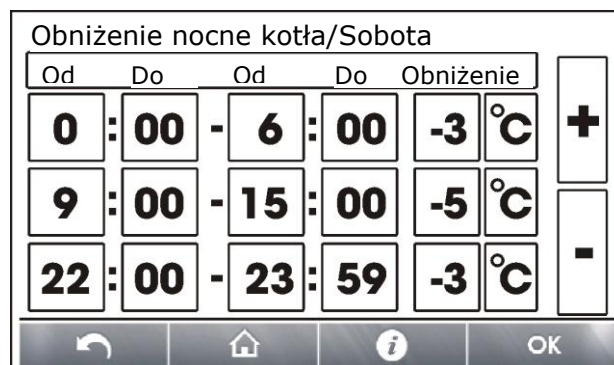 Obniżenie nocne kotła/Sobota
Od Do Od Do Obniżenie
0 : 00 - 6 : 00 -3 °C +
9 : 00 - 15 : 00 -5 °C
22 : 00 - 23 : 59 -3 °C -
i OK